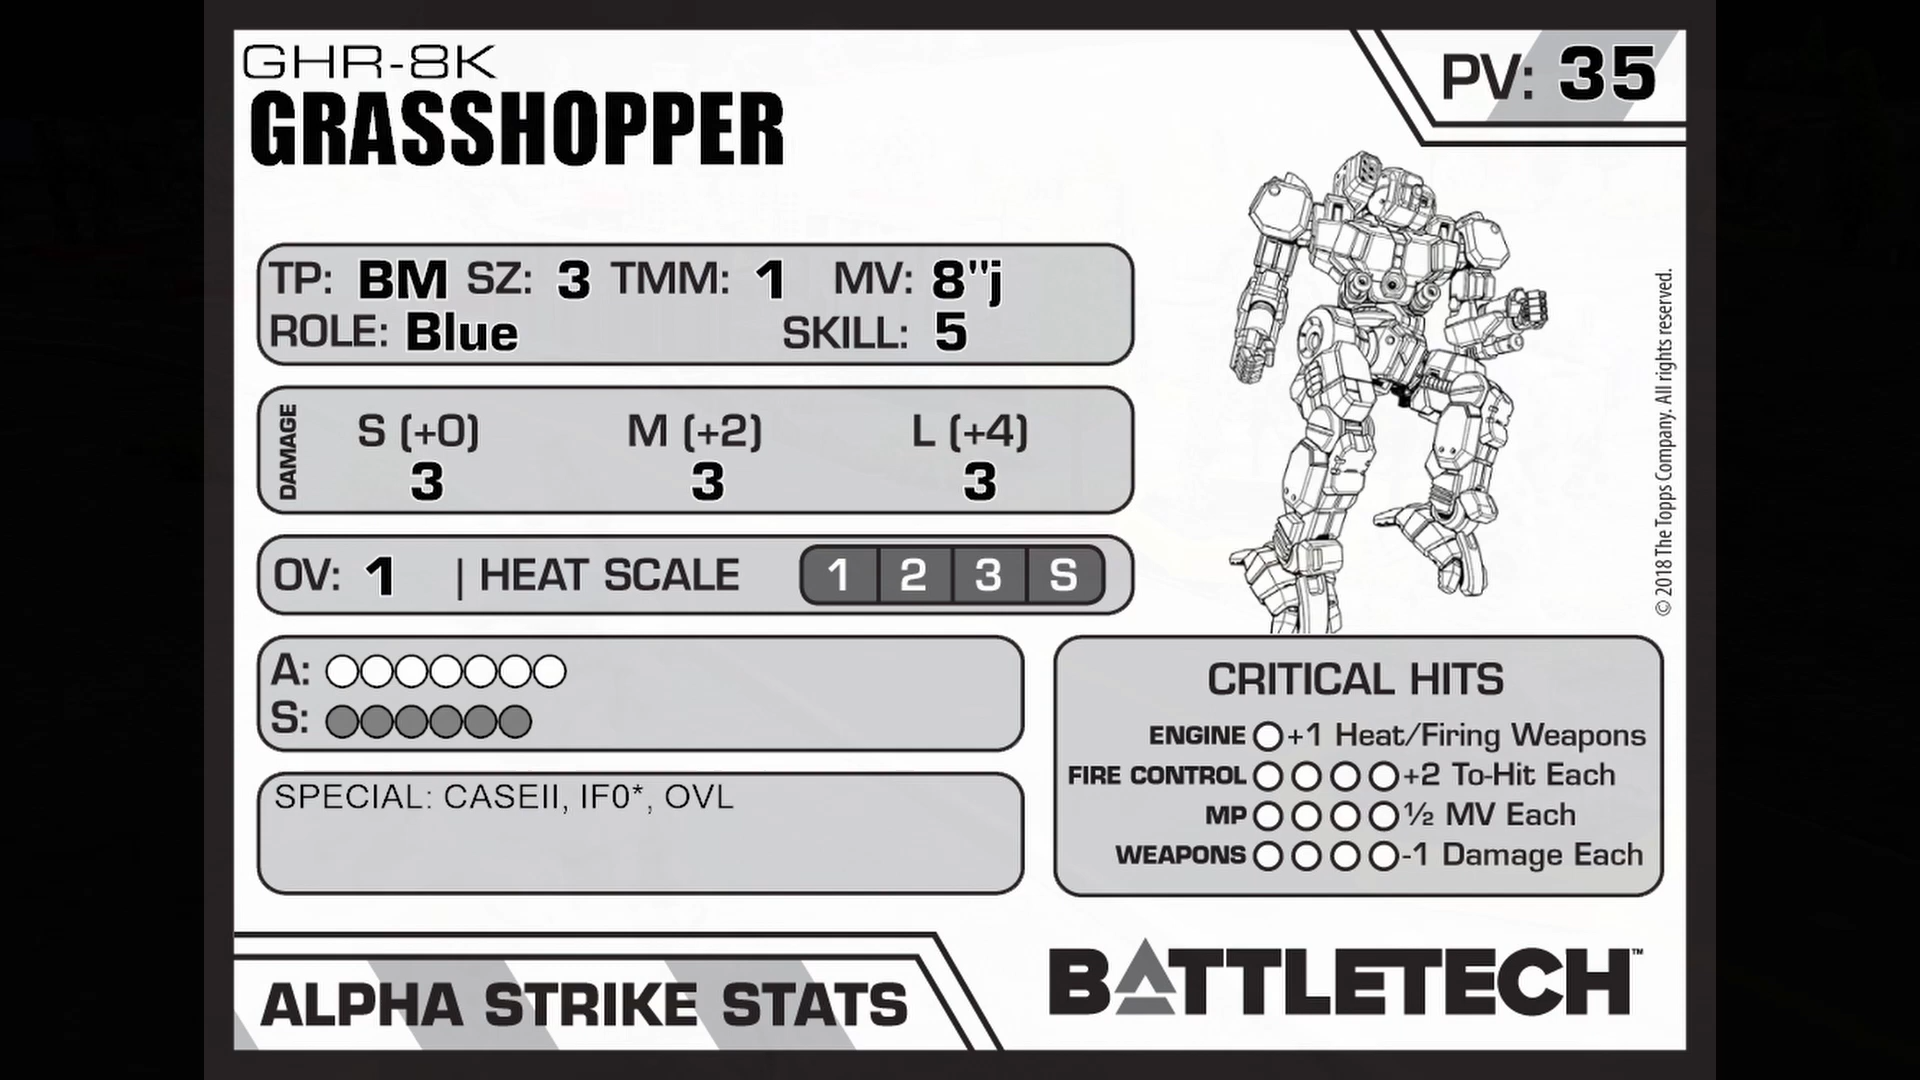 GHR-8K
GRASSHOPPER
PV: 35
TP: BM SZ: 3 TMM: 1 MV: 8"j
ROLE: Blue SKILL: 5
DAMAGE
S (+0) M (+2) L (+4)
3 3 3
OV: 1 | HEAT SCALE 1 2 3 S
A:
S:
SPECIAL: CASEII, IF0*, OVL
CRITICAL HITS
ENGINE +1 Heat/Firing Weapons
FIRE CONTROL +2 To-Hit Each
MP ½ MV Each
WEAPONS -1 Damage Each
© 2018 The Topps Company. All rights reserved.
ALPHA STRIKE STATS
BATTLETECH™